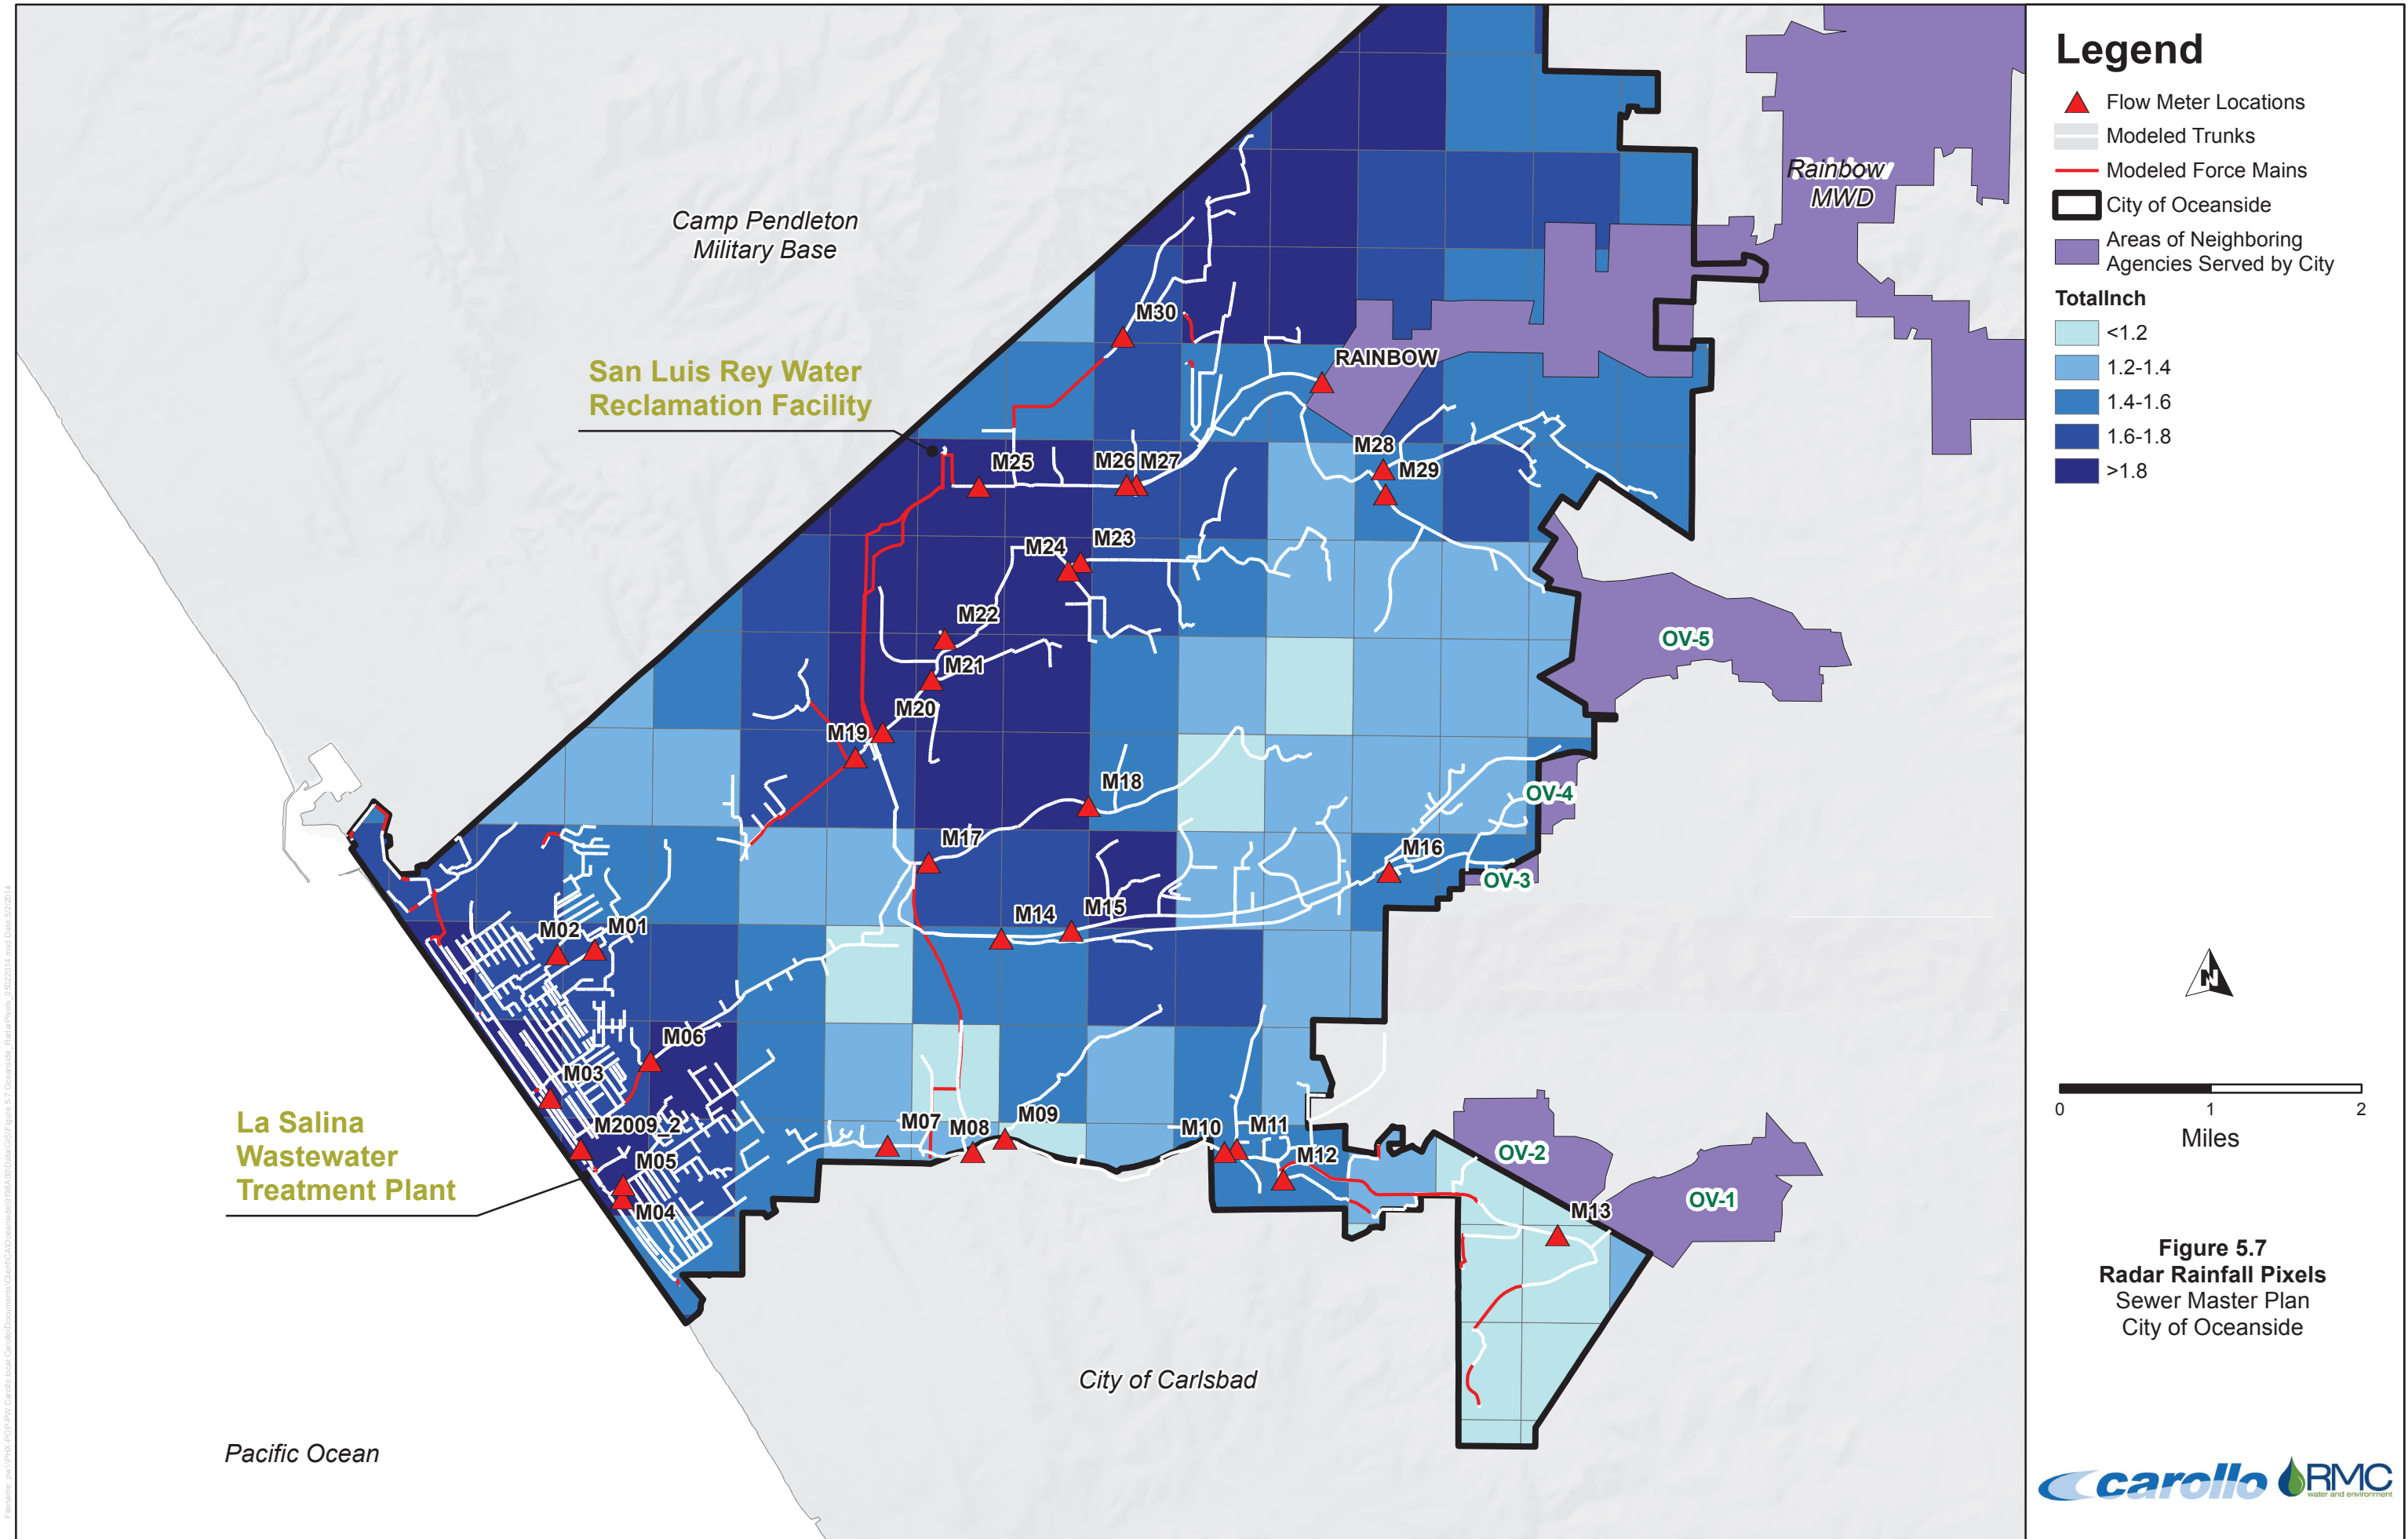 Legend
Flow Meter Locations
Modeled Trunks
Modeled Force Mains
City of Oceanside
Areas of Neighboring
Agencies Served by City
TotalInch
<1.2
1.2-1.4
1.4-1.6
1.6-1.8
>1.8
Rainbow
MWD
Camp Pendleton
Military Base
M30
RAINBOW
San Luis Rey Water
Reclamation Facility
M28
M29
M25
M26
M27
M24
M23
M22
M21
M20
M19
OV-5
M18
OV-4
M17
M16
OV-3
M14
M15
M02
M01
M06
M03
M2009_2
M05
M04
La Salina
Wastewater
Treatment Plant
M07
M08
M09
M10
M11
M12
M13
OV-2
OV-1
City of Carlsbad
Pacific Ocean
N
0 1 2
Miles
Figure 5.7
Radar Rainfall Pixels
Sewer Master Plan
City of Oceanside
carollo
RMC
water and environment